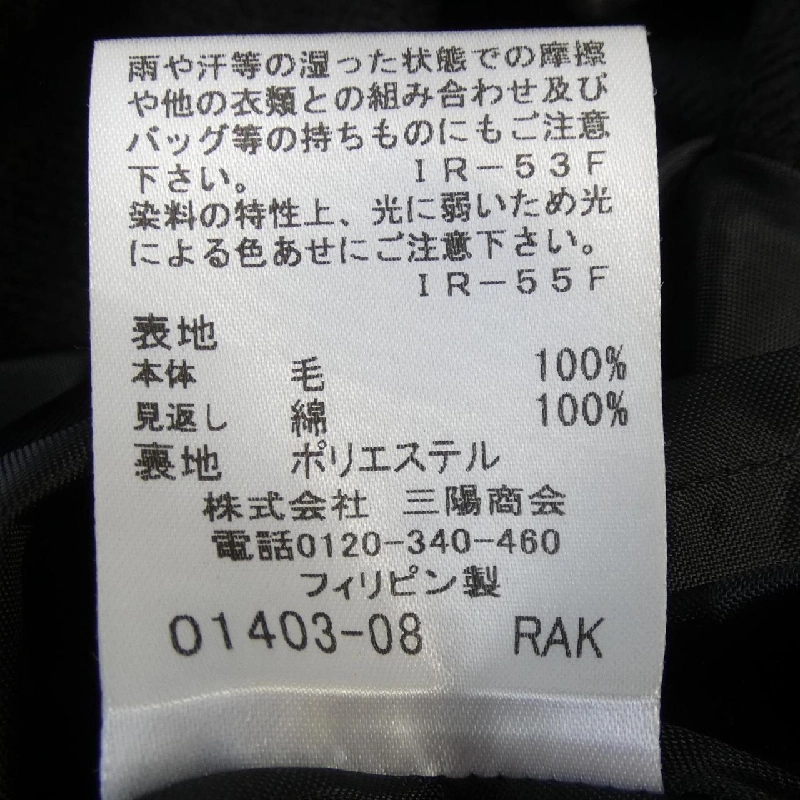 雨や汗等の湿った状態での摩擦
や他の衣類との組み合わせ及び
バッグ等の持ちものにもご注意
下さい。 IR-53F
染料の特性上、光に弱いため光
による色あせにご注意下さい。
IR-55F
表地
本体 毛 100%
見返し 綿 100%
裏地 ポリエステル
株式会社 三陽商会
電話0120-340-460
フィリピン製
01403-08 RAK